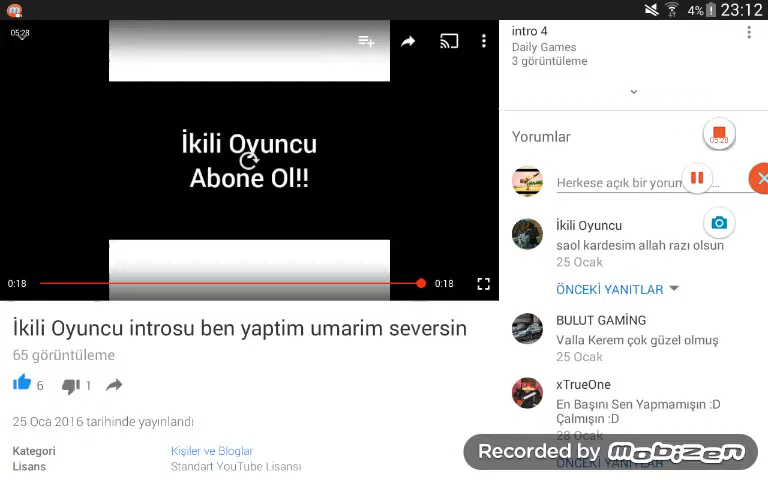 4% 23:12
05:28
İkili Oyuncu
Abone Ol!!
0:18 0:18
İkili Oyuncu introsu ben yaptim umarim seversin
65 görüntüleme
6 1
25 Oca 2016 tarihinde yayınlandı
Kategori Kişiler ve Bloglar
Lisans Standart YouTube Lisansı
intro 4
Daily Games
3 görüntüleme
Yorumlar
05:28
Herkese açık bir yorum...
İkili Oyuncu
saol kardesim allah razı olsun
25 Ocak
ÖNCEKİ YANITLAR
BULUT GAMİNG
Valla Kerem çok güzel olmuş
25 Ocak
xTrueOne
En Başını Sen Yapmamışın :D
Çalmışın :D
28 Ocak
Recorded by Mobizen
ÖNCEKİ YANITLAR